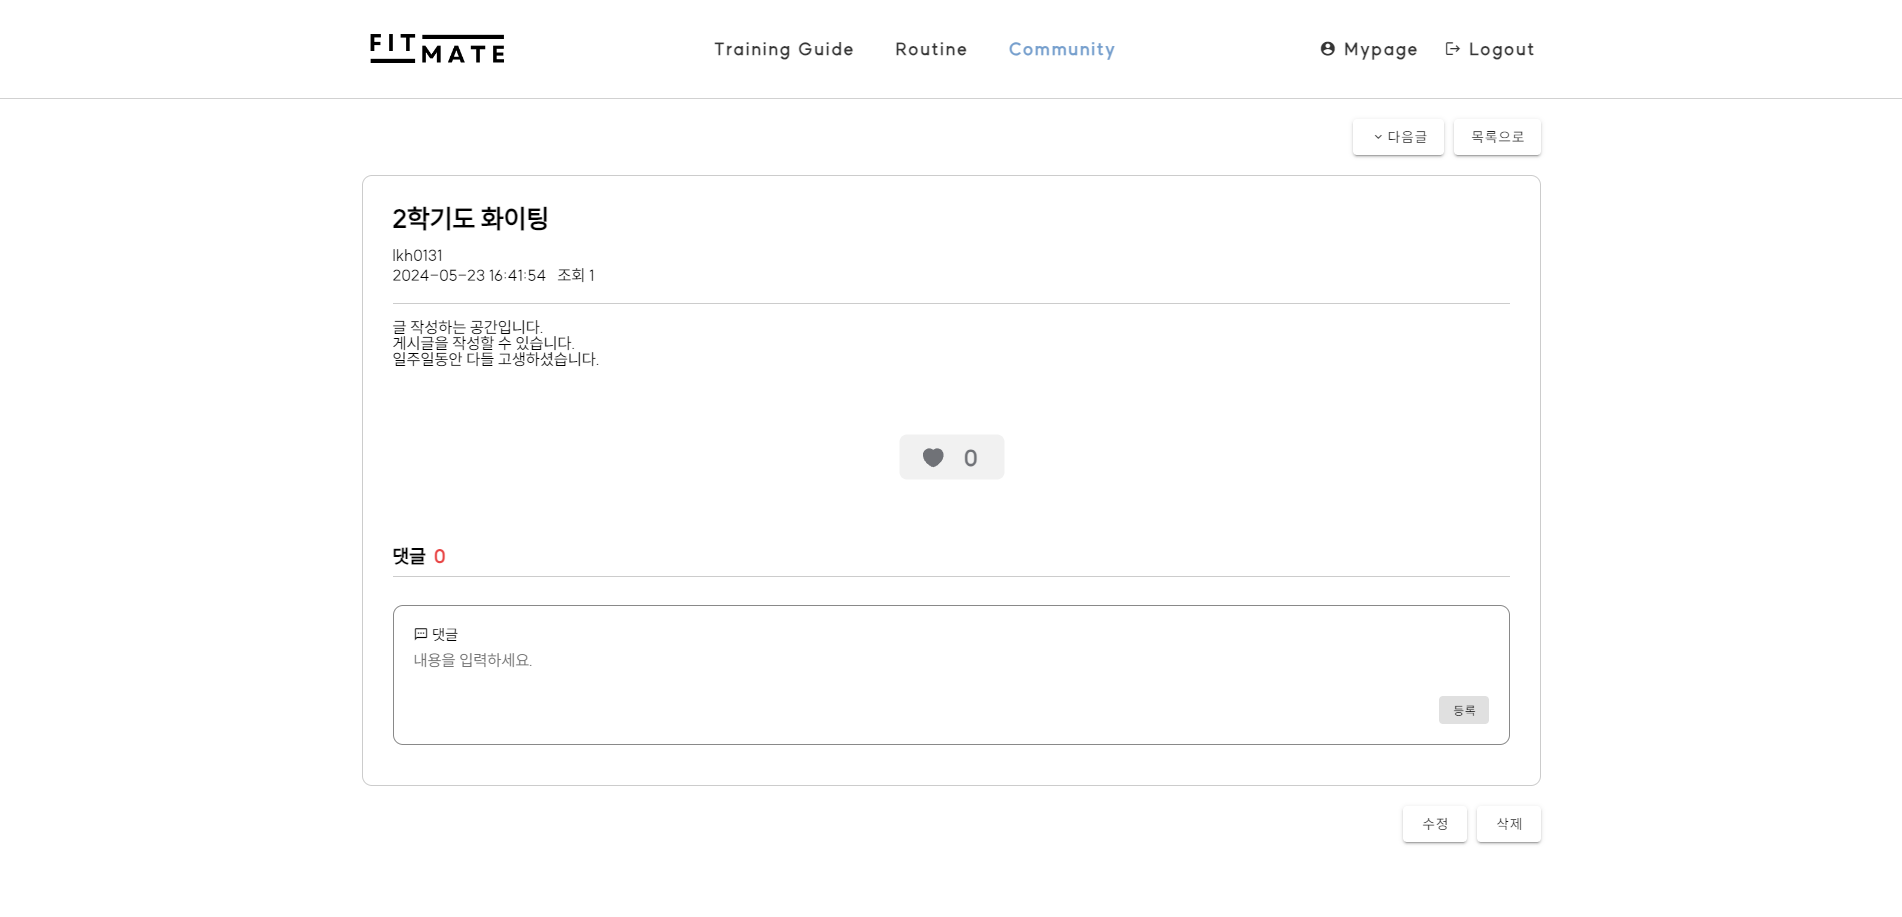 FITMATE
Training Guide
Routine
Community
Mypage
Logout
다음글
목록으로
2학기도 화이팅
lkh0131
2024-05-23 16:41:54 조회 1
글 작성하는 공간입니다.
게시글을 작성할 수 있습니다.
일주일동안 다들 고생하셨습니다.
0
댓글 0
댓글
내용을 입력하세요.
등록
수정
삭제